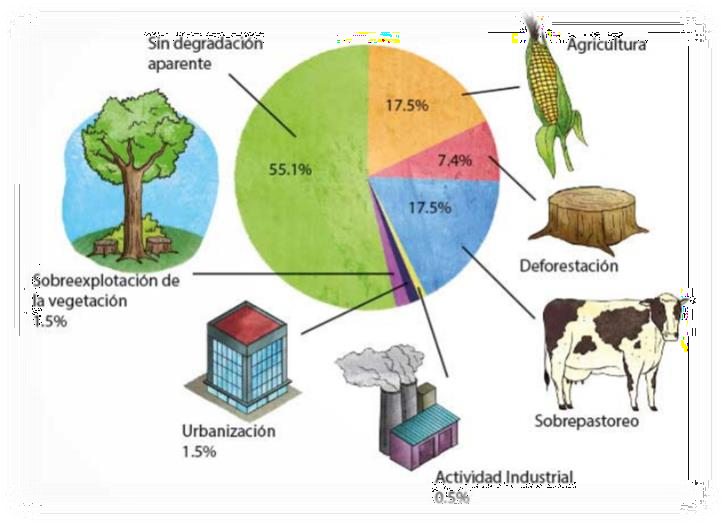 Sin degradación
aparente
Agricultura
17.5%
7,4%
55.1%
17.5%
Deforestación
Sobreexplotación de
la vegetación
1.5%
Sobrepastoreo
Urbanización
1.5%
Actividad Industrial
0.5%